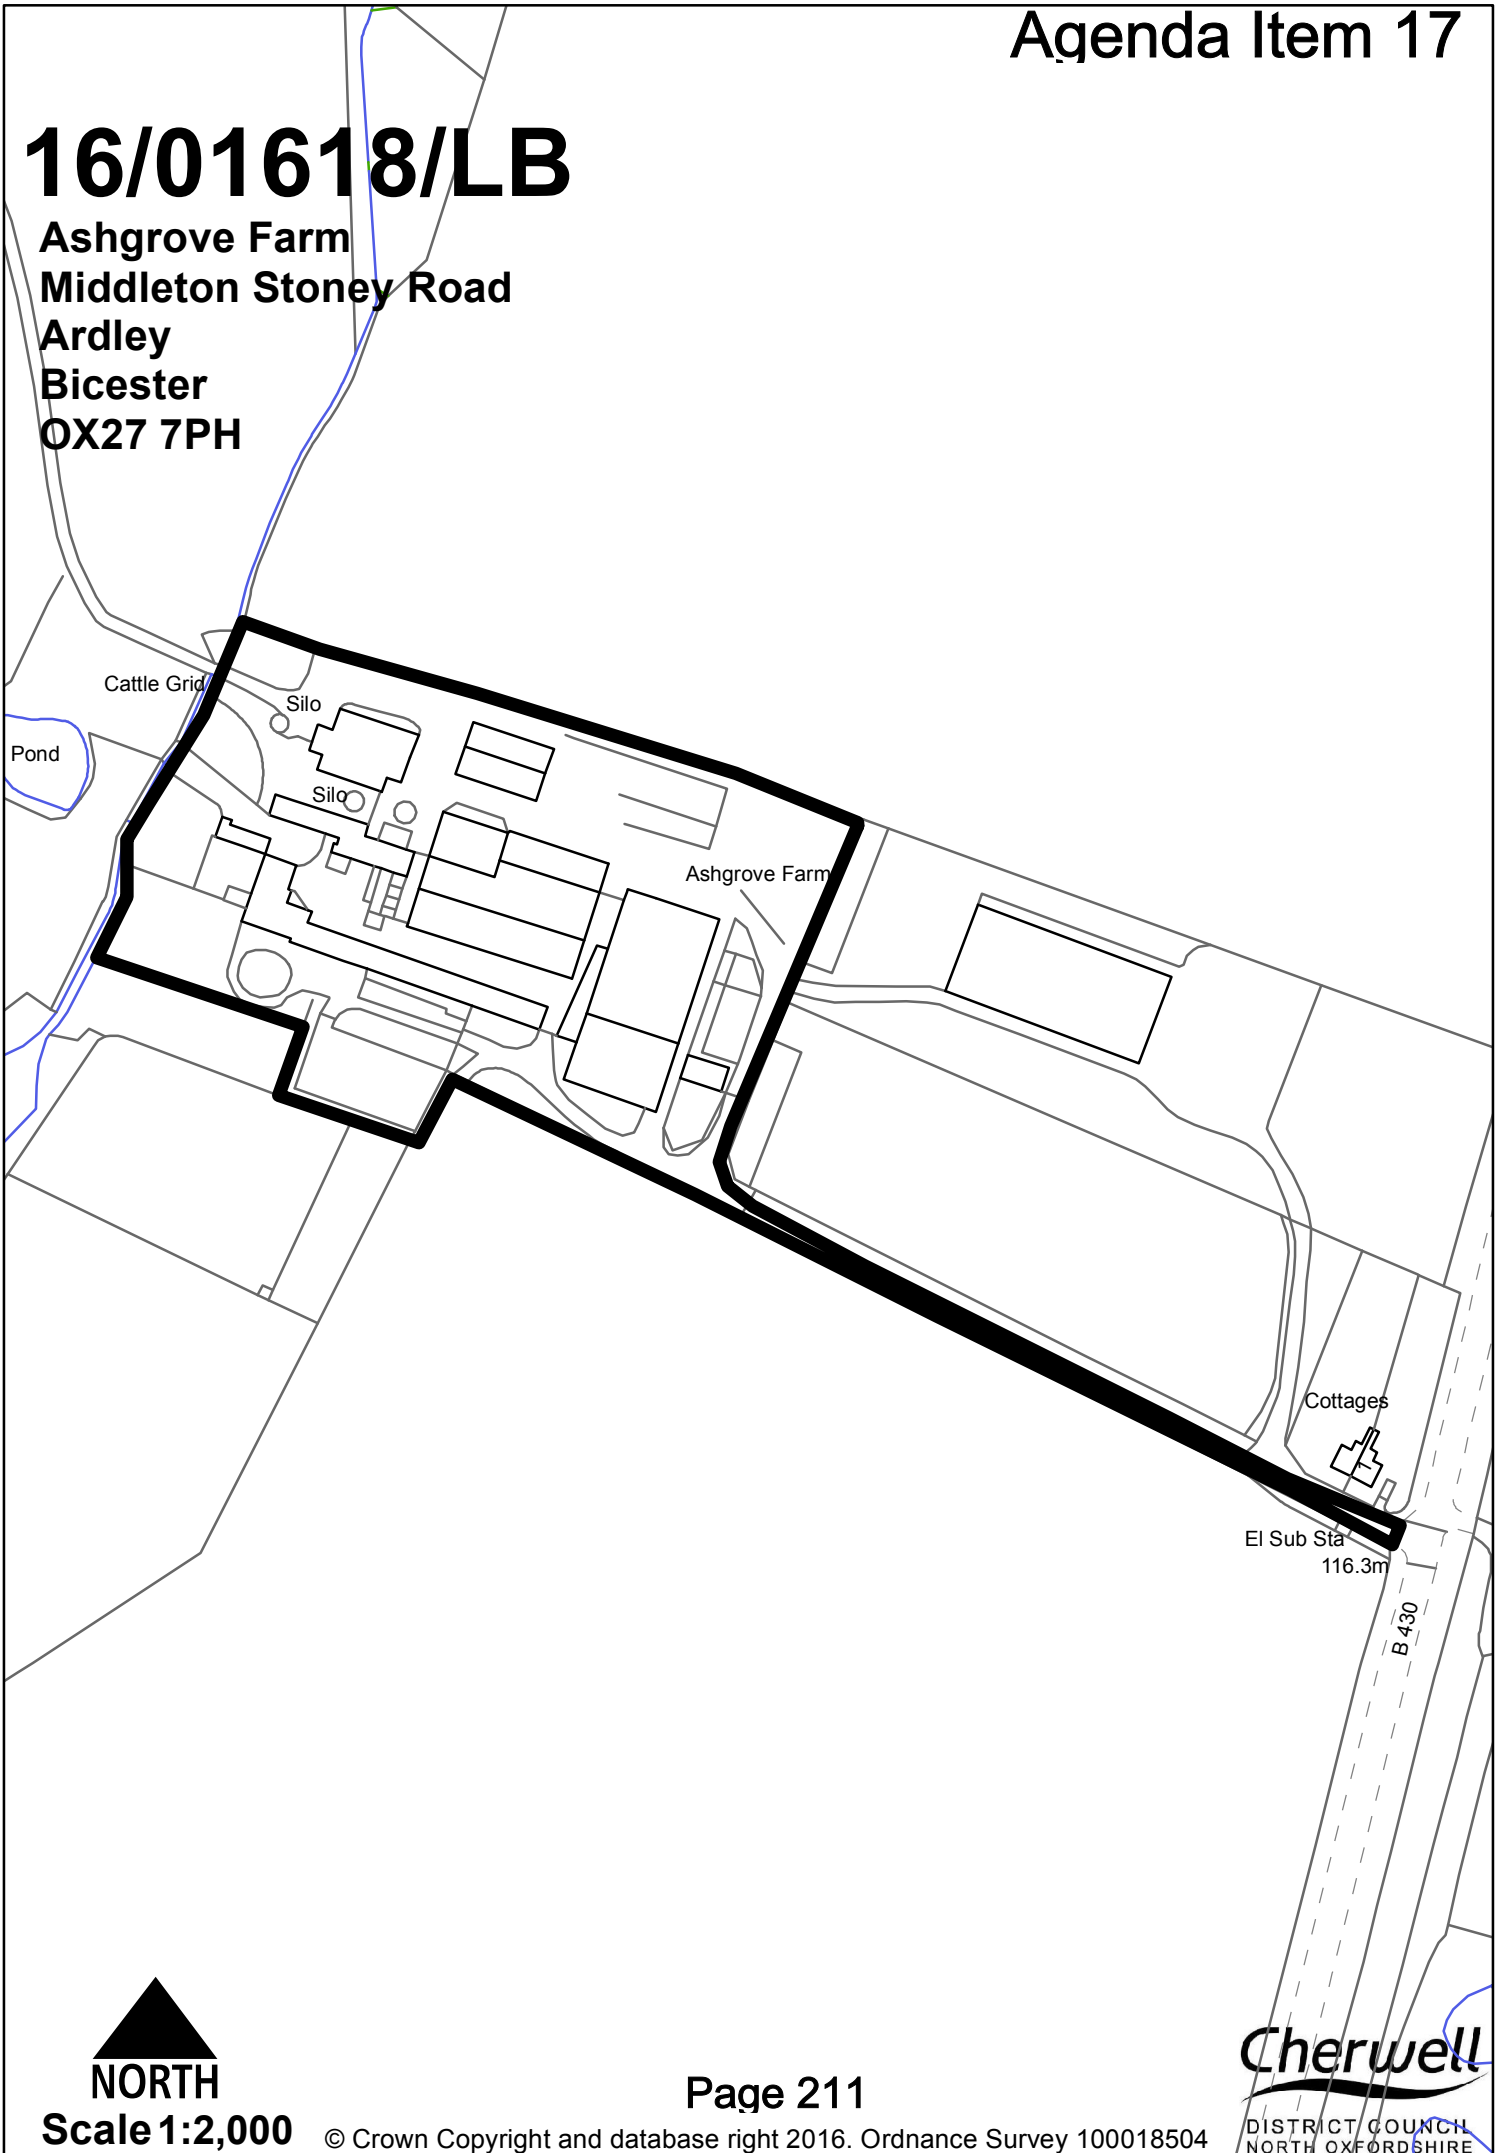 Agenda Item 17
16/01618/LB
Ashgrove Farm
Middleton Stoney Road
Ardley
Bicester
OX27 7PH
Cattle Grid
Silo
Pond
Silo
Ashgrove Farm
Cottages
1
El Sub Sta
116.3m
B 430
NORTH
Scale 1:2,000
Page 211
© Crown Copyright and database right 2016. Ordnance Survey 100018504
Cherwell
DISTRICT COUNCIL
NORTH OXFORDSHIRE